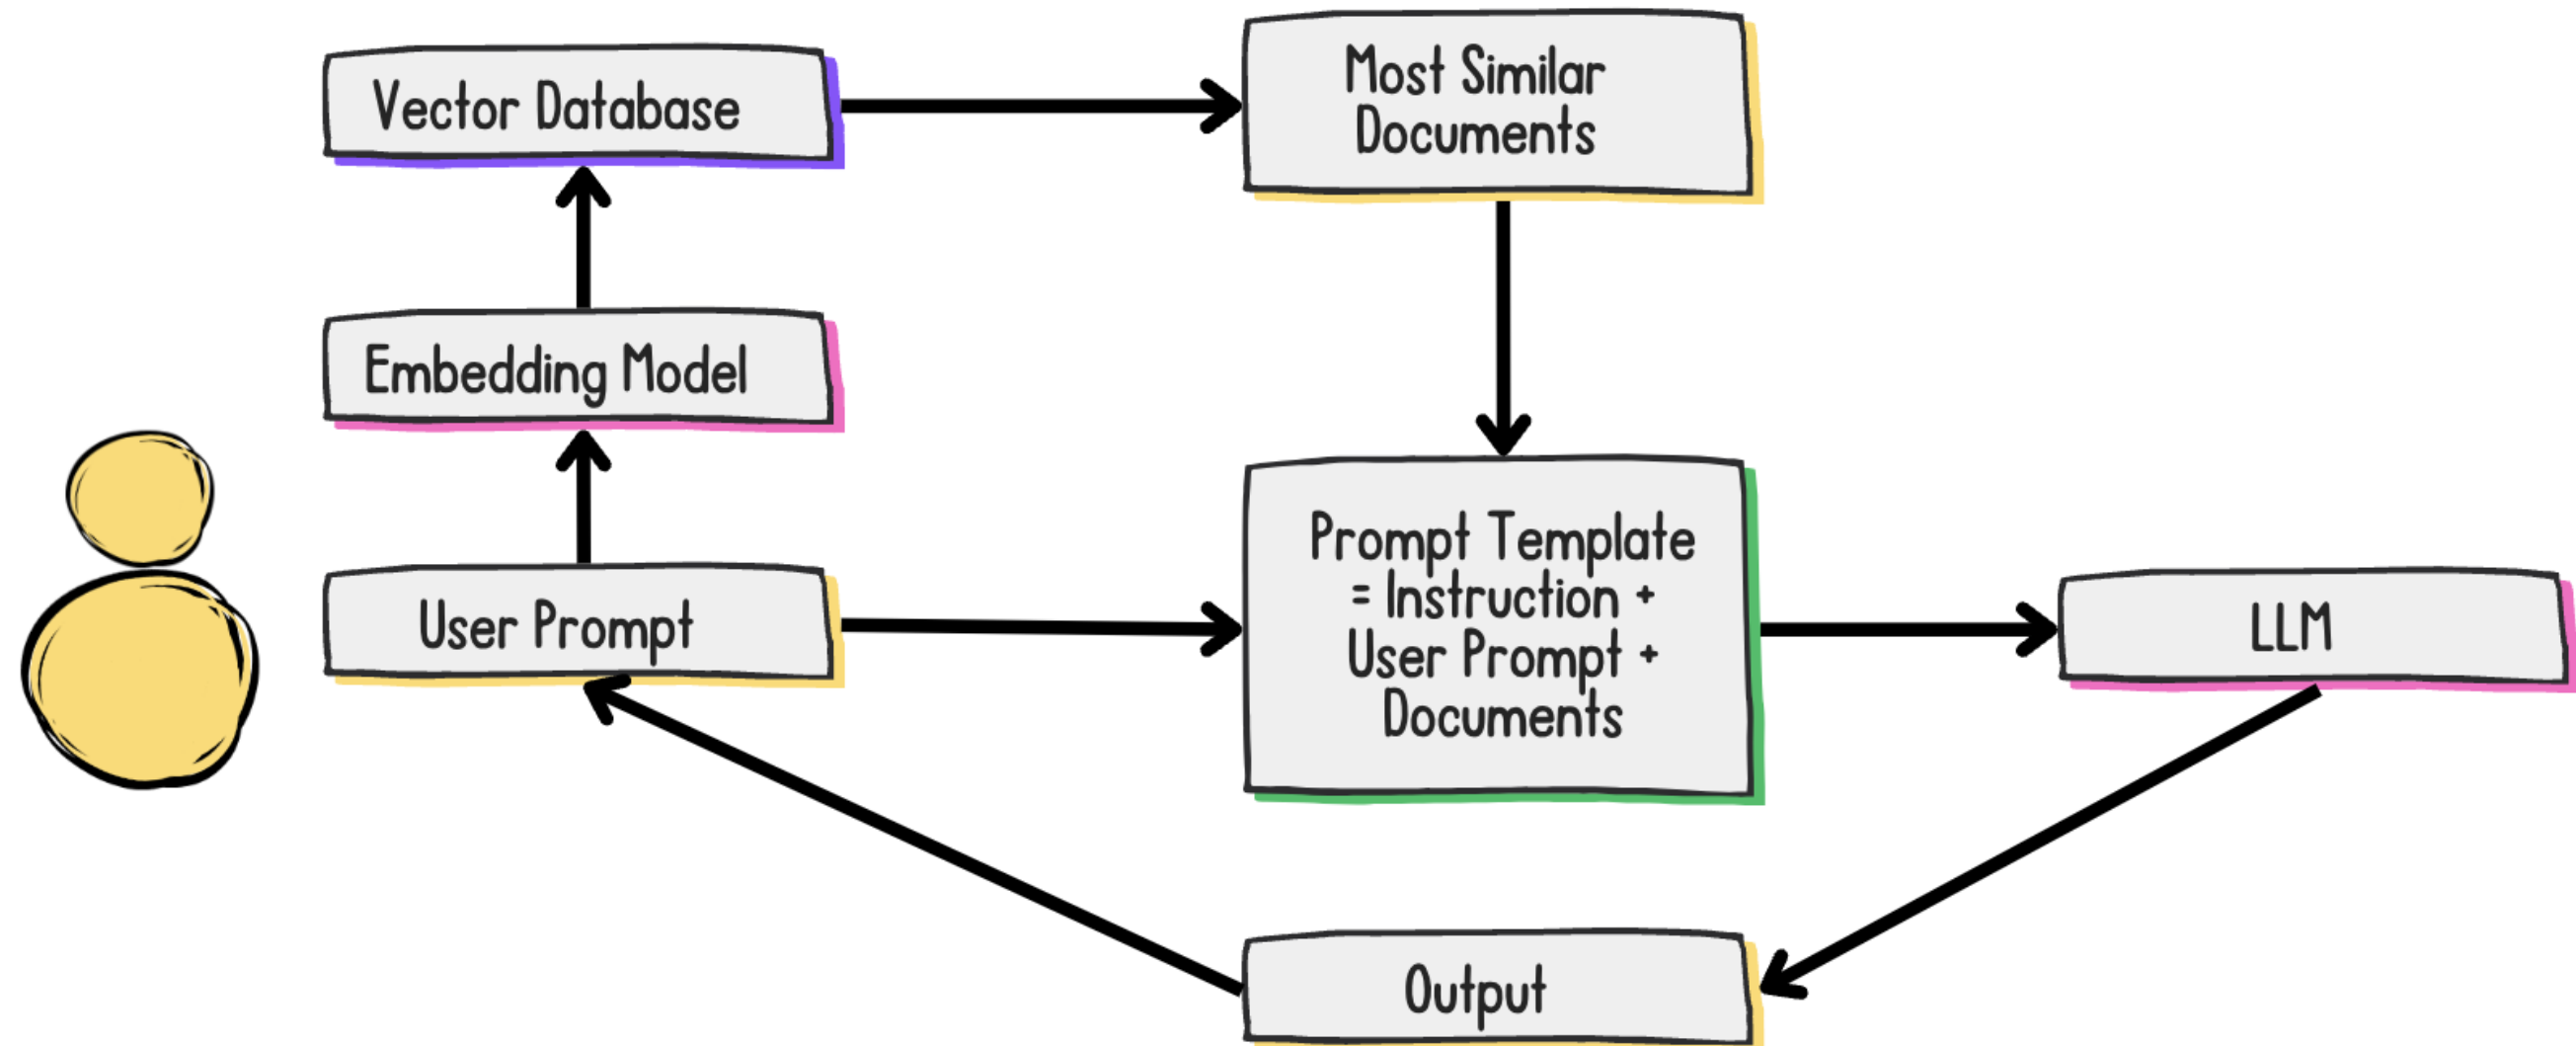 Vector Database
Most Similar
Documents
Embedding Model
User Prompt
Prompt Template
= Instruction +
User Prompt +
Documents
LLM
Output